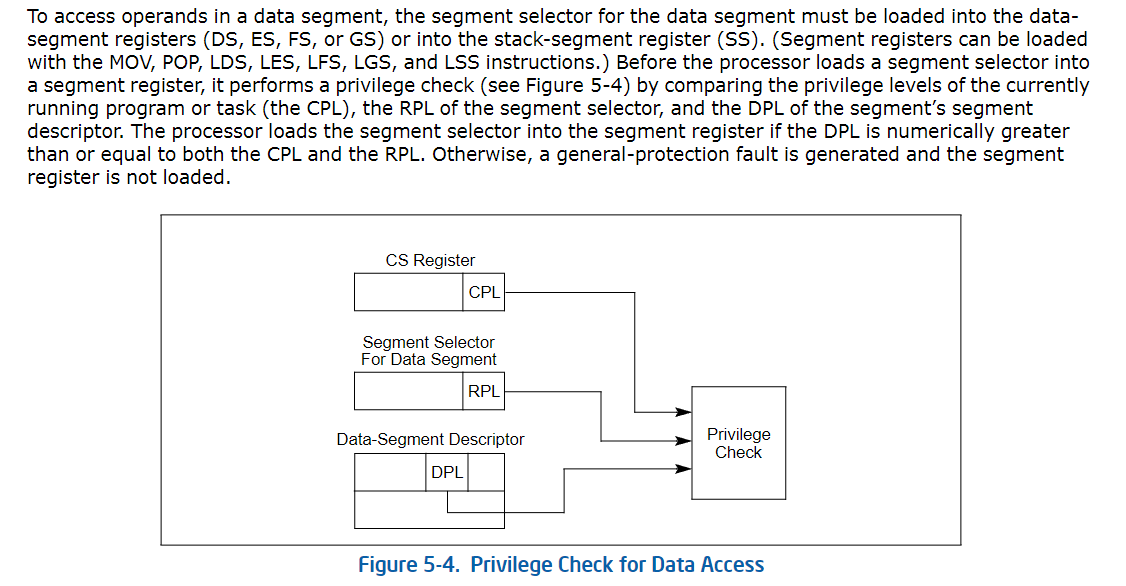 To access operands in a data segment, the segment selector for the data segment must be loaded into the data-
segment registers (DS, ES, FS, or GS) or into the stack-segment register (SS). (Segment registers can be loaded
with the MOV, POP, LDS, LES, LFS, LGS, and LSS instructions.) Before the processor loads a segment selector into
a segment register, it performs a privilege check (see Figure 5-4) by comparing the privilege levels of the currently
running program or task (the CPL), the RPL of the segment selector, and the DPL of the segment's segment
descriptor. The processor loads the segment selector into the segment register if the DPL is numerically greater
than or equal to both the CPL and the RPL. Otherwise, a general-protection fault is generated and the segment
register is not loaded.
CS Register
CPL
Segment Selector
For Data Segment
RPL
Data-Segment Descriptor
DPL
Privilege
Check
Figure 5-4. Privilege Check for Data Access